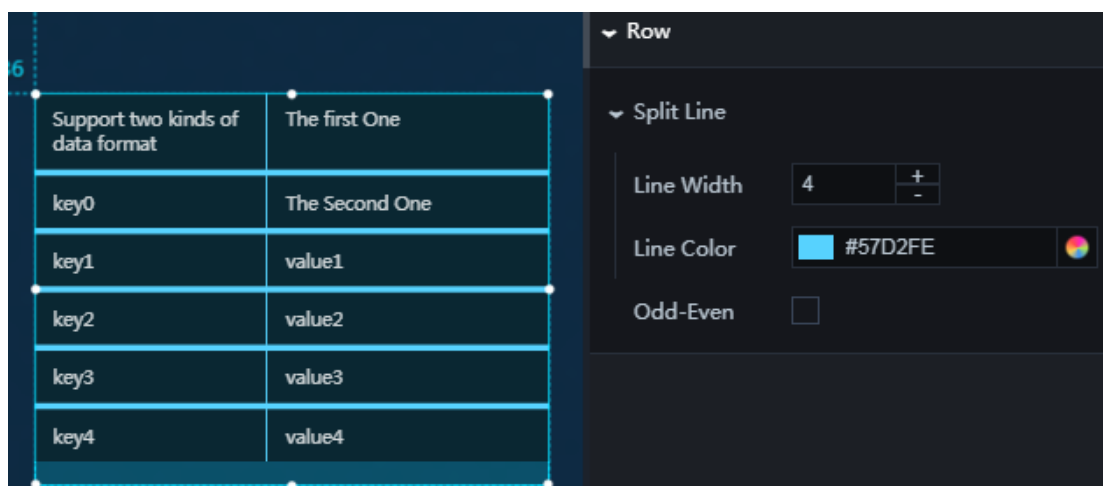 36
Support two kinds of
data format
The first One
key0
The Second One
key1
value1
key2
value2
key3
value3
key4
value4
Row
Split Line
Line Width
4
+
-
Line Color
#57D2FE
Odd-Even